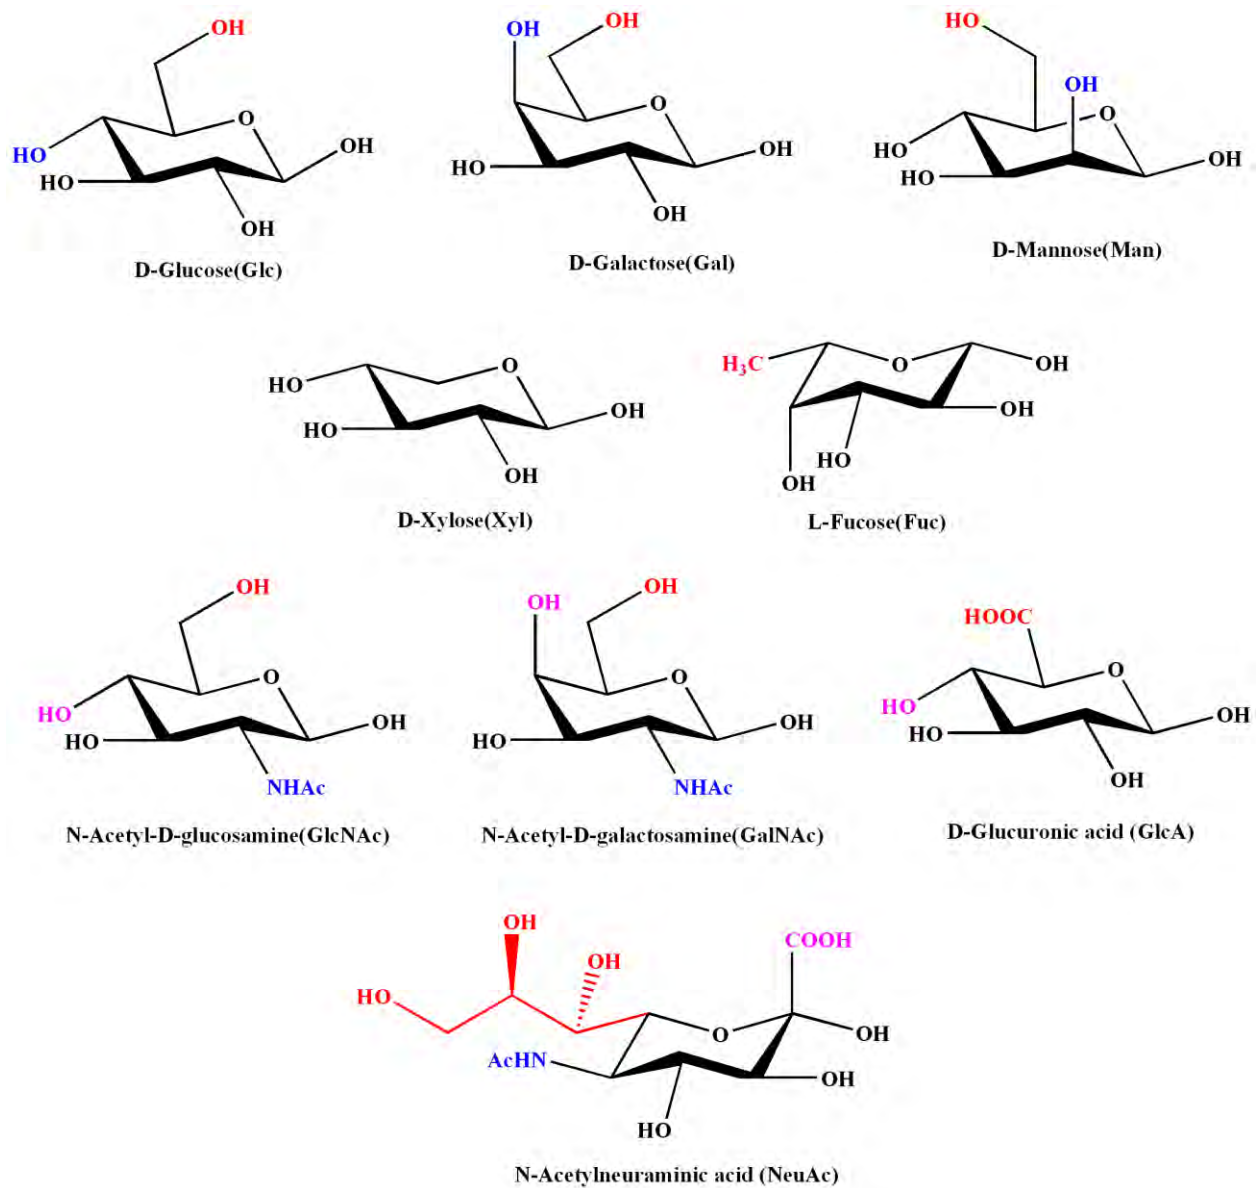 OH
O
OH
HO
HO
OH
D-Glucose(Glc)
OH
OH
O
OH
HO
OH
D-Galactose(Gal)
HO
OH
O
HO
HO
OH
D-Mannose(Man)
O
HO
HO
OH
OH
D-Xylose(Xyl)
H₃C
O
OH
OH
HO
OH
L-Fucose(Fuc)
OH
O
HO
HO
OH
NHAc
N-Acetyl-D-glucosamine(GlcNAc)
OH
OH
O
OH
HO
NHAc
N-Acetyl-D-galactosamine(GalNAc)
HOOC
O
HO
HO
OH
OH
D-Glucuronic acid (GlcA)
OH
COOH
OH
HO
O
OH
AcHN
OH
HO
N-Acetylneuraminic acid (NeuAc)